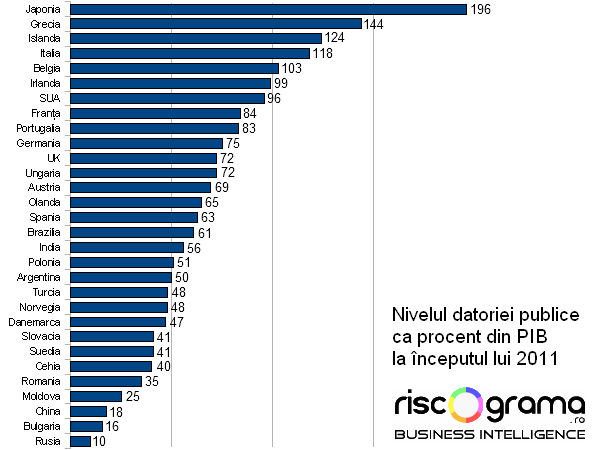 Japonia 196
Grecia 144
Islanda 124
Italia 118
Belgia 103
Irlanda 99
SUA 96
Franța 84
Portugalia 83
Germania 75
UK 72
Ungaria 72
Austria 69
Olanda 65
Spania 63
Brazilia 61
India 56
Polonia 51
Argentina 50
Turcia 48
Norvegia 48
Danemarca 47
Slovacia 41
Suedia 41
Cehia 40
Romania 35
Moldova 25
China 18
Bulgaria 16
Rusia 10
Nivelul datoriei publice
ca procent din PIB
la începutul lui 2011
riscograma
.ro
BUSINESS INTELLIGENCE